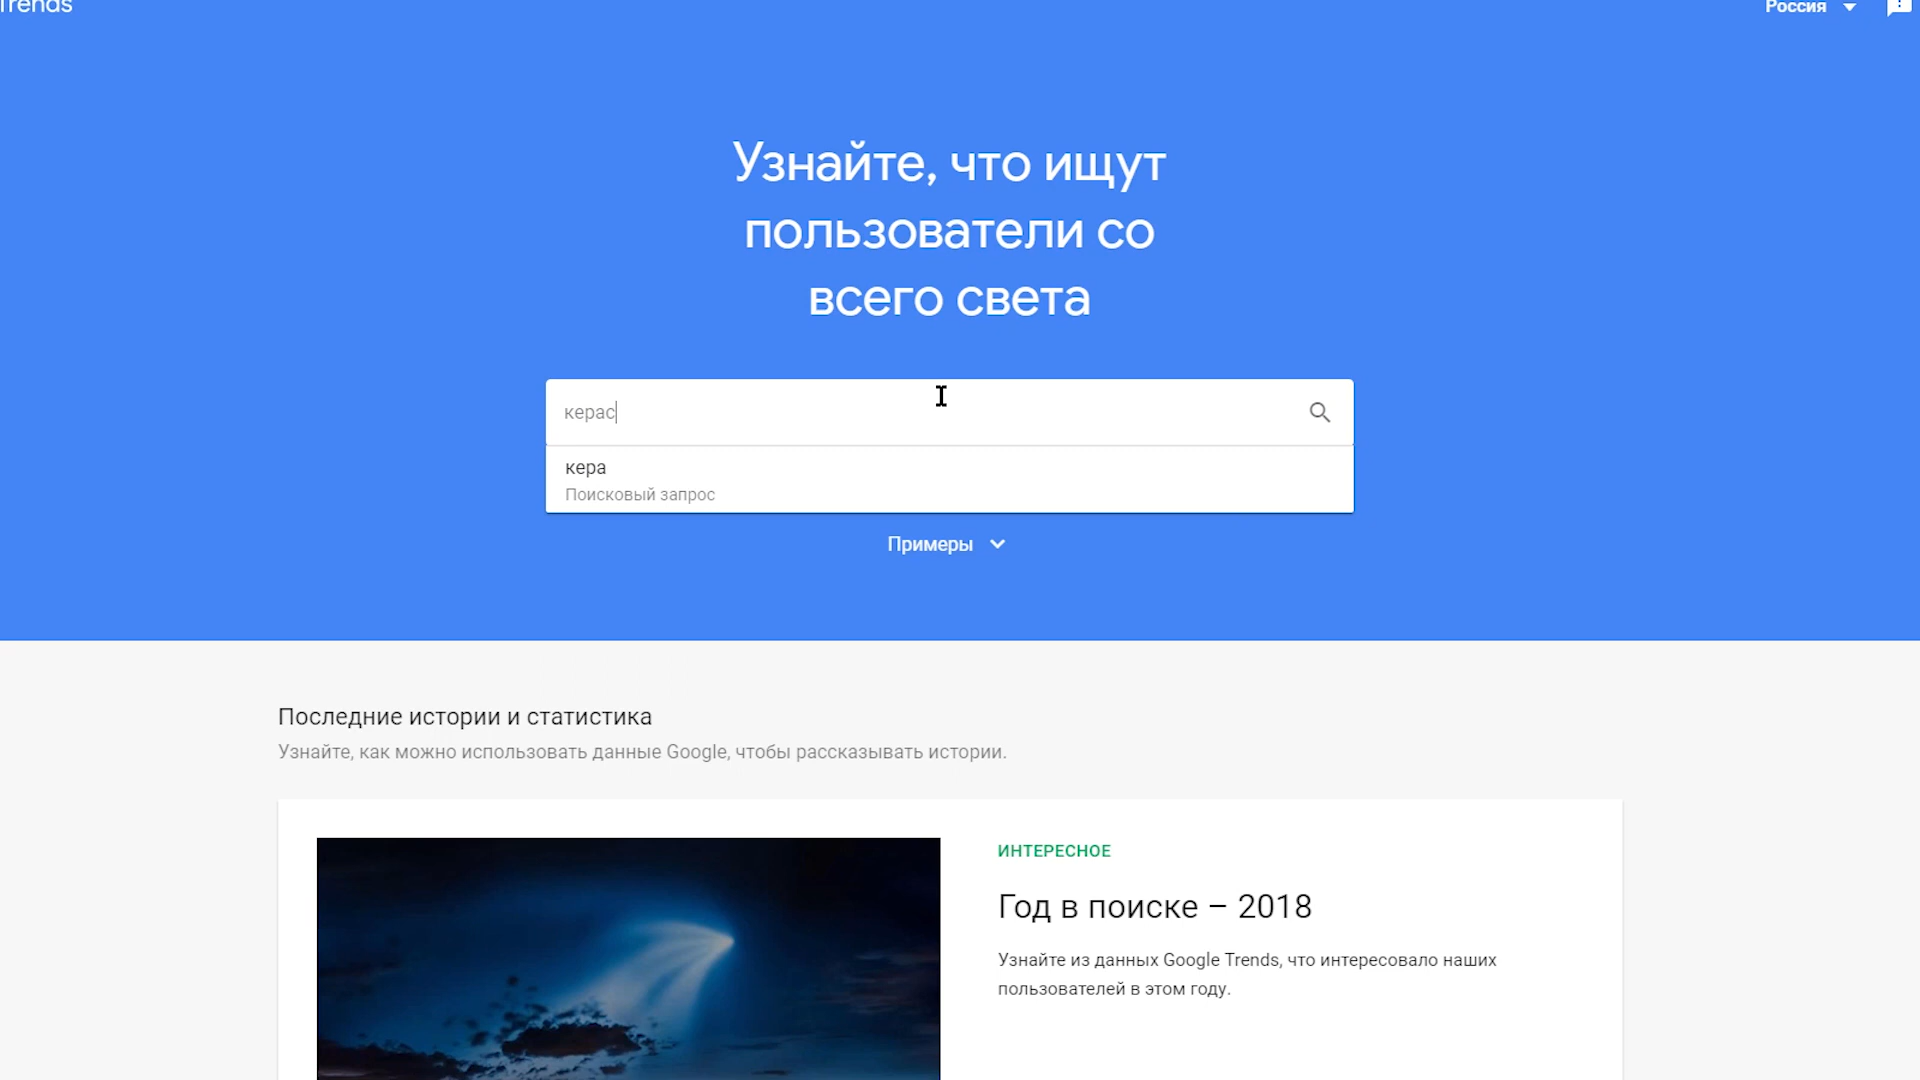 Trends
Россия
Узнайте, что ищут
пользователи со
всего света
керас
кера
Поисковый запрос
Примеры
Последние истории и статистика
Узнайте, как можно использовать данные Google, чтобы рассказывать истории.
ИНТЕРЕСНОЕ
Год в поиске – 2018
Узнайте из данных Google Trends, что интересовало наших
пользователей в этом году.